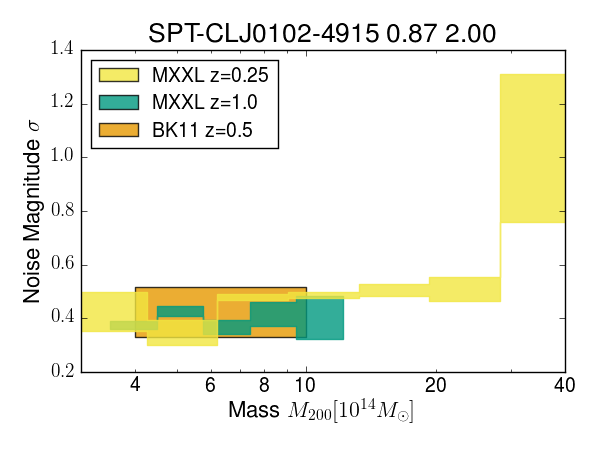 SPT-CLJ0102-4915 0.87 2.00
MXXL z=0.25
MXXL z=1.0
BK11 z=0.5
Noise Magnitude σ
1.4
1.2
1.0
0.8
0.6
0.4
0.2
4 6 8 10 20 40
Mass M₂₀₀[10¹⁴M⊙]